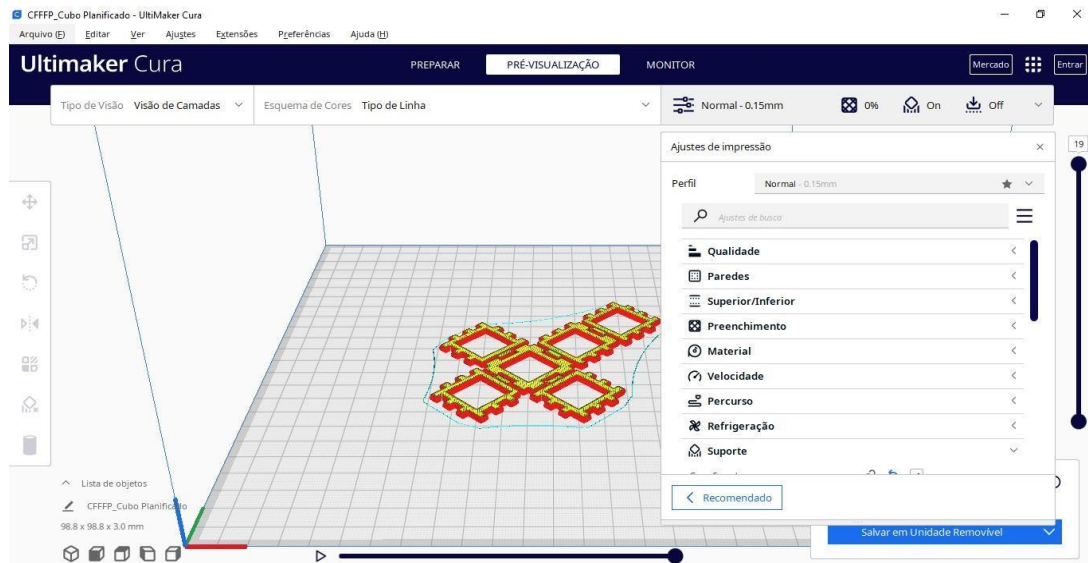 CFFFP_Cubo Planificado - UltiMaker Cura
Arquivo (F) Editar Ver Ajustes Extensões Preferências Ajuda (H)
Ultimaker Cura PREPARAR PRÉ-VISUALIZAÇÃO MONITOR Mercado Entrar
Tipo de Visão Visão de Camadas Esquema de Cores Tipo de Linha Normal - 0.15mm 0% On Off
Ajustes de impressão
19
Perfil Normal - 0.15mm
Ajustes de busca
Qualidade
Paredes
Superior/Inferior
Preenchimento
Material
Velocidade
Percurso
Refrigeração
Suporte
Recomendado
Salvar em Unidade Removível
Lista de objetos
CFFFP_Cubo Planificado
98.8 x 98.8 x 3.0 mm